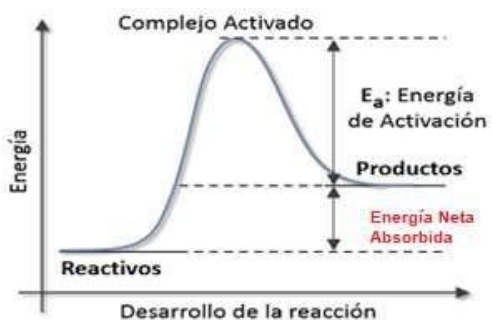 Complejo Activado
Energía
Eₐ: Energía
de Activación
Productos
Energía Neta
Absorbida
Reactivos
Desarrollo de la reacción